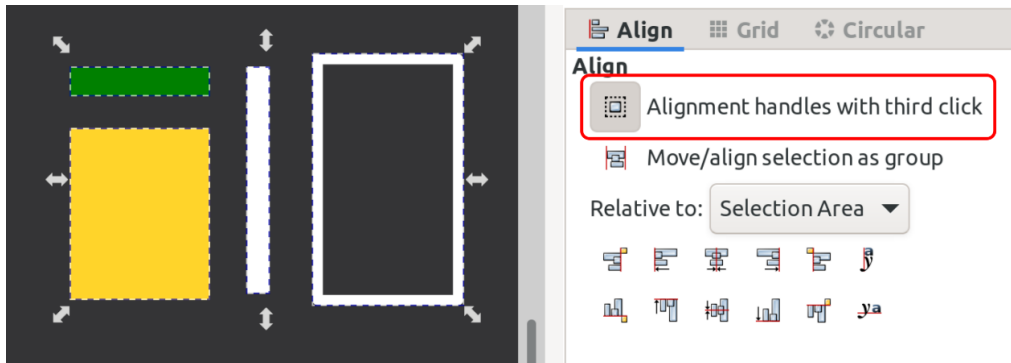 Align Grid Circular
Align
Alignment handles with third click
Move/align selection as group
Relative to: Selection Area